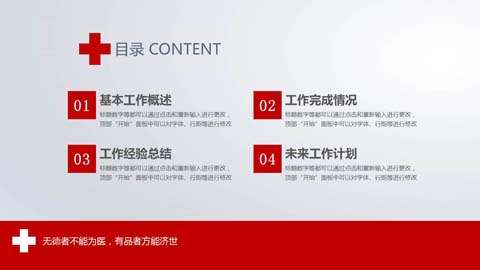 目录 CONTENT
01 基本工作概述
标题数字等都可以通过点击和重新输入进行更改，
顶部“开始”面板中可以对字体、行距等进行修改
02 工作完成情况
标题数字等都可以通过点击和重新输入进行更改，
顶部“开始”面板中可以对字体、行距等进行修改
03 工作经验总结
标题数字等都可以通过点击和重新输入进行更改，
顶部“开始”面板中可以对字体、行距等进行修改
04 未来工作计划
标题数字等都可以通过点击和重新输入进行更改，
顶部“开始”面板中可以对字体、行距等进行修改
无德者不能为医，有品者方能济世